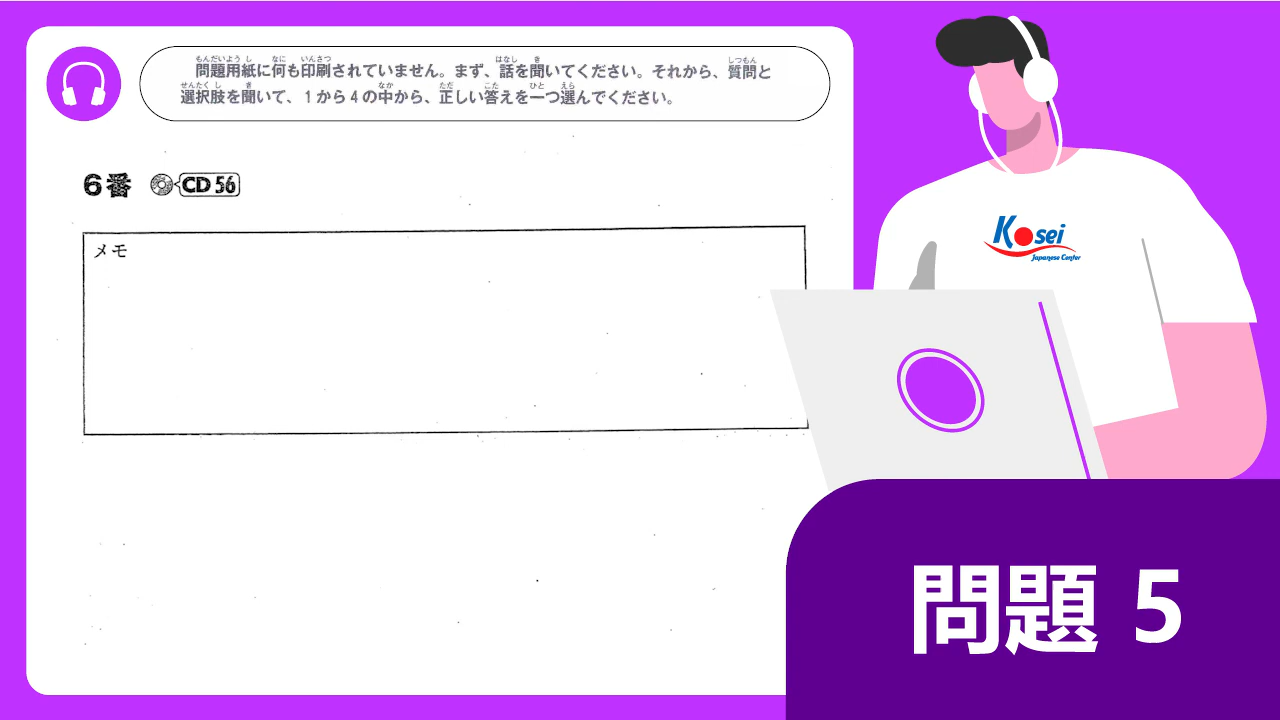 問題用紙に何も印刷されていません。まず、話を聞いてください。それから、質問と
選択肢を聞いて、1から4の中から、正しい答えを一つ選んでください。
6番 CD 56
メモ
Kosei
Japanese Center
問題 5